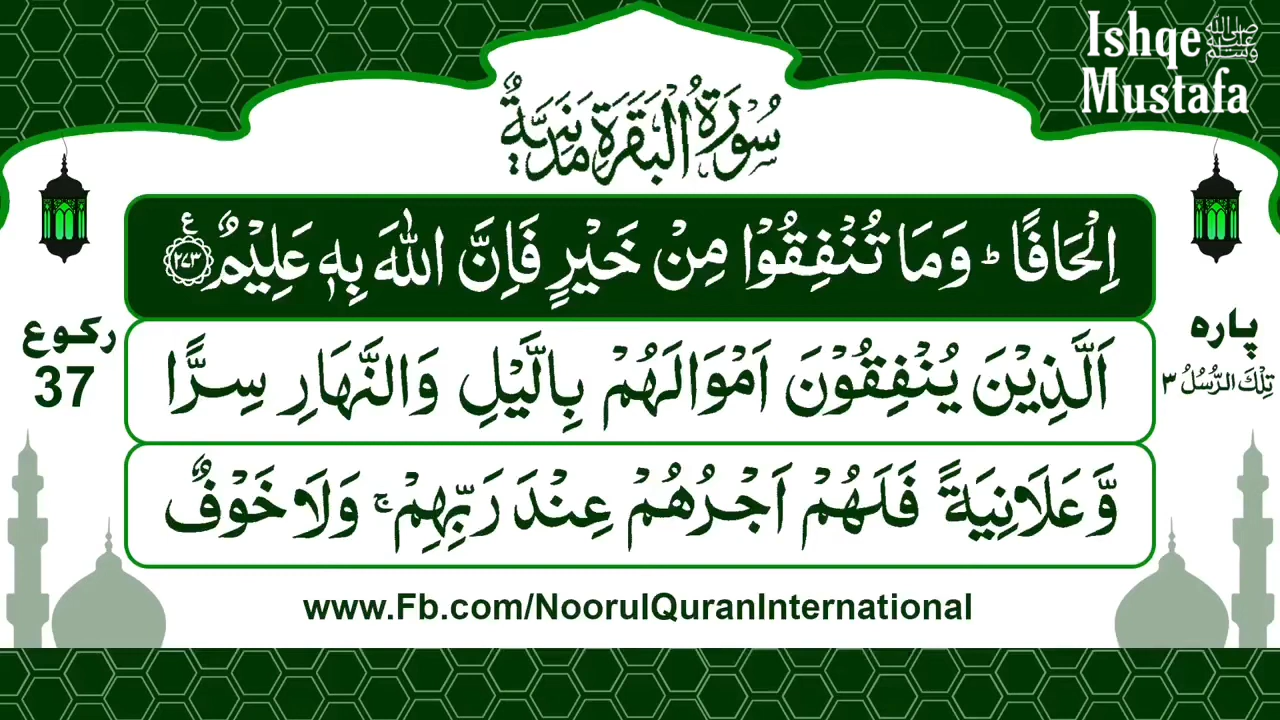 Ishqe ﷺ
Mustafa
سُوْرَةُ الْبَقَرَةِ مَدَنِيَّةٌ
اِلْحَافًا ؕ وَمَا تُنْفِقُوْا مِنْ خَيْرٍ فَاِنَّ اللّٰهَ بِهٖ عَلِيْمٌ ﴿۲۷۳﴾ ع
اَلَّذِيْنَ يُنْفِقُوْنَ اَمْوَالَهُمْ بِالَّيْلِ وَالنَّهَارِ سِرًّا
وَّعَلَانِيَةً فَلَهُمْ اَجْرُهُمْ عِنْدَ رَبِّهِمْ ۚ وَلَا خَوْفٌ
پارہ
تِلْكَ الرُّسُلُ ۳
رکوع
37
www.Fb.com/NoorulQuranInternational